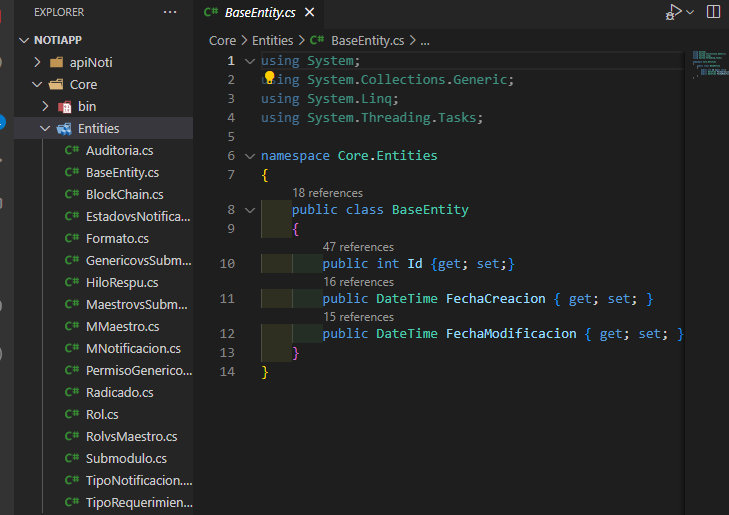 EXPLORER ...
NOTIAPP
apiNoti
Core
bin
Entities
C# Auditoria.cs
C# BaseEntity.cs
C# BlockChain.cs
C# EstadovsNotifica...
C# Formato.cs
C# GenericovsSubm...
C# HiloRespu.cs
C# MaestrovsSubm...
C# MMaestro.cs
C# MNotificacion.cs
C# PermisoGenerico...
C# Radicado.cs
C# Rol.cs
C# RolvsMaestro.cs
C# Submodulo.cs
C# TipoNotificacion....
C# TipoRequerimien...
C# BaseEntity.cs
Core > Entities > C# BaseEntity.cs > ...
1 using System;
2 using System.Collections.Generic;
3 using System.Linq;
4 using System.Threading.Tasks;
5
6 namespace Core.Entities
7 {
18 references
8 public class BaseEntity
9 {
47 references
10 public int Id {get; set;}
16 references
11 public DateTime FechaCreacion { get; set; }
15 references
12 public DateTime FechaModificacion { get; set; }
13 }
14 }